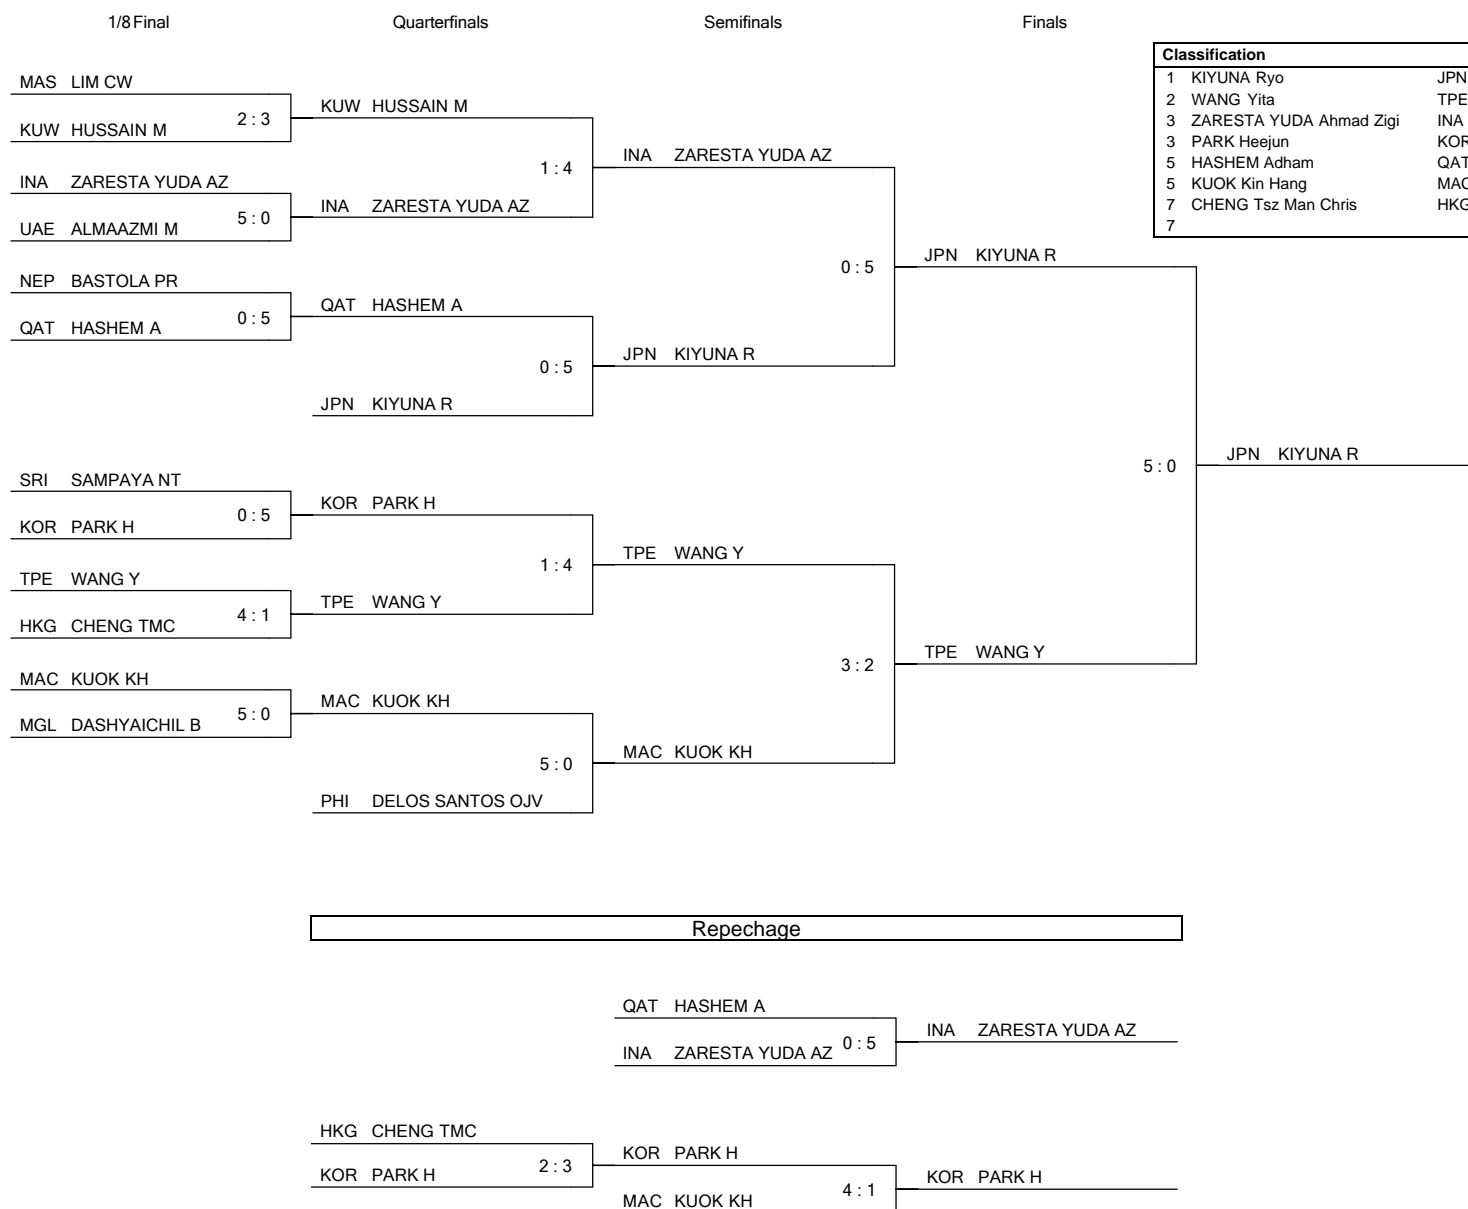 1/8 Final Quarterfinals Semifinals Finals
Classification
1 KIYUNA Ryo JPN
2 WANG Yita TPE
3 ZARESTA YUDA Ahmad Zigi INA
3 PARK Heejun KOR
5 HASHEM Adham QAT
5 KUOK Kin Hang MAC
7 CHENG Tsz Man Chris HKG
7
MAS LIM CW
2 : 3
KUW HUSSAIN M
KUW HUSSAIN M
1 : 4
INA ZARESTA YUDA AZ
INA ZARESTA YUDA AZ
5 : 0
INA ZARESTA YUDA AZ
UAE ALMAAZMI M
0 : 5
JPN KIYUNA R
NEP BASTOLA PR
0 : 5
QAT HASHEM A
QAT HASHEM A
0 : 5
JPN KIYUNA R
JPN KIYUNA R
5 : 0
JPN KIYUNA R
SRI SAMPAYA NT
0 : 5
KOR PARK H
KOR PARK H
1 : 4
TPE WANG Y
TPE WANG Y
4 : 1
TPE WANG Y
HKG CHENG TMC
3 : 2
TPE WANG Y
MAC KUOK KH
5 : 0
MAC KUOK KH
MGL DASHYAICHIL B
5 : 0
MAC KUOK KH
PHI DELOS SANTOS OJV
Repechage
QAT HASHEM A
0 : 5
INA ZARESTA YUDA AZ
INA ZARESTA YUDA AZ
HKG CHENG TMC
2 : 3
KOR PARK H
KOR PARK H
4 : 1
KOR PARK H
MAC KUOK KH